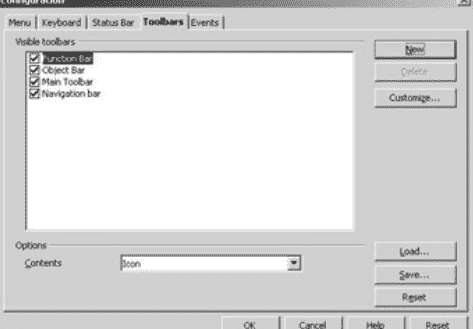 Configuration
Menu Keyboard Status Bar Toolbars Events
Visible toolbars
Function Bar
Object Bar
Main Toolbar
Navigation bar
New
Delete
Customize...
Options
Contents Icon
Load...
Save...
Reset
OK Cancel Help Reset